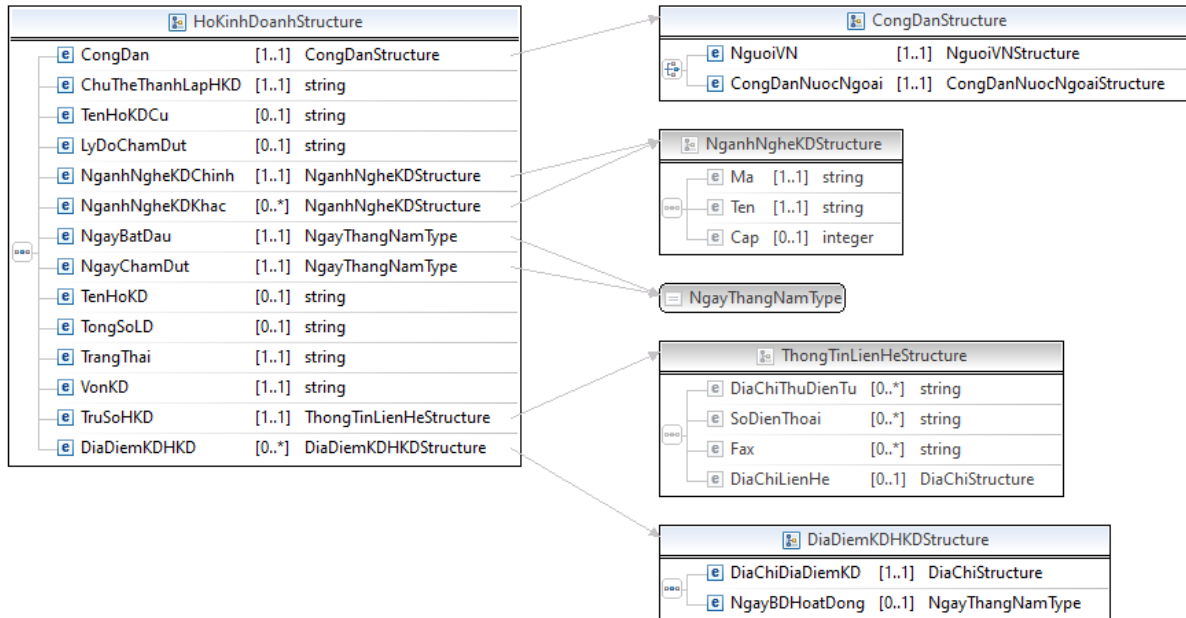 HoKinhDoanhStructure
e CongDan [1..1] CongDanStructure
e ChuTheThanhLapHKD [1..1] string
e TenHoKDCu [0..1] string
e LyDoChamDut [0..1] string
e NganhNgheKDChinh [1..1] NganhNgheKDStructure
e NganhNgheKDKhac [0..*] NganhNgheKDStructure
e NgayBatDau [1..1] NgayThangNamType
e NgayChamDut [1..1] NgayThangNamType
e TenHoKD [0..1] string
e TongSoLD [0..1] string
e TrangThai [1..1] string
e VonKD [1..1] string
e TruSoHKD [1..1] ThongTinLienHeStructure
e DiaDiemKDHKD [0..*] DiaDiemKDHKDStructure
CongDanStructure
e NguoiVN [1..1] NguoiVNStructure
e CongDanNuocNgoai [1..1] CongDanNuocNgoaiStructure
NganhNgheKDStructure
e Ma [1..1] string
e Ten [1..1] string
e Cap [0..1] integer
NgayThangNamType
ThongTinLienHeStructure
e DiaChiThuDienTu [0..*] string
e SoDienThoai [0..*] string
e Fax [0..*] string
e DiaChiLienHe [0..1] DiaChiStructure
DiaDiemKDHKDStructure
e DiaChiDiaDiemKD [1..1] DiaChiStructure
e NgayBDHoatDong [0..1] NgayThangNamType